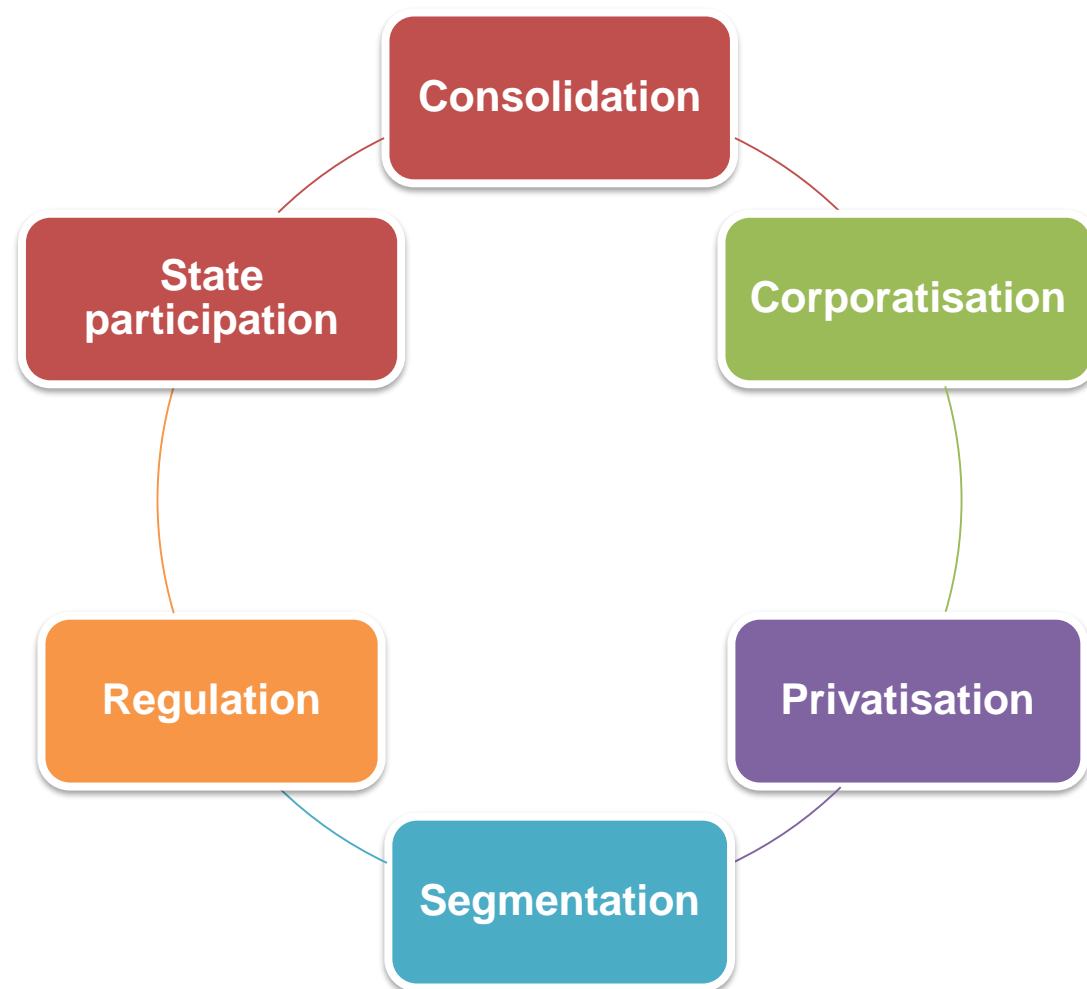 Consolidation
Corporatisation
Privatisation
Segmentation
Regulation
State
participation